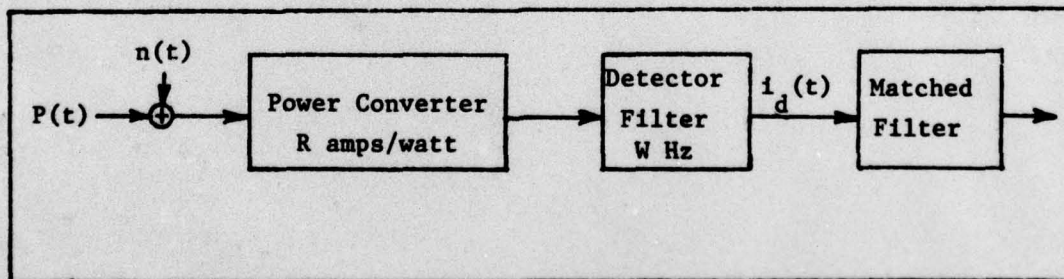 n(t)
P(t)
Power Converter
R amps/watt
Detector
Filter
W Hz
i_d(t)
Matched
Filter